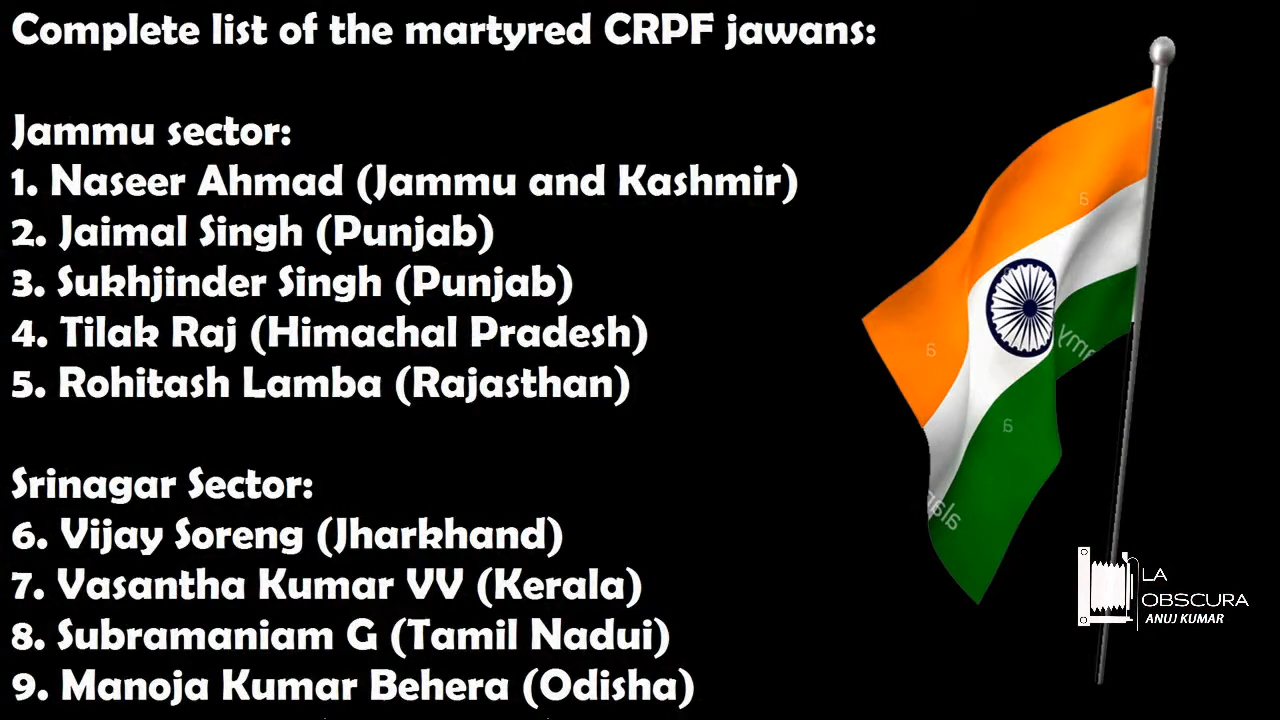 Complete list of the martyred CRPF jawans:
Jammu sector:
1. Naseer Ahmad (Jammu and Kashmir)
2. Jaimal Singh (Punjab)
3. Sukhjinder Singh (Punjab)
4. Tilak Raj (Himachal Pradesh)
5. Rohitash Lamba (Rajasthan)
Srinagar Sector:
6. Vijay Soreng (Jharkhand)
7. Vasantha Kumar VV (Kerala)
8. Subramaniam G (Tamil Nadui)
9. Manoja Kumar Behera (Odisha)
LA
OBSCURA
ANUJ KUMAR